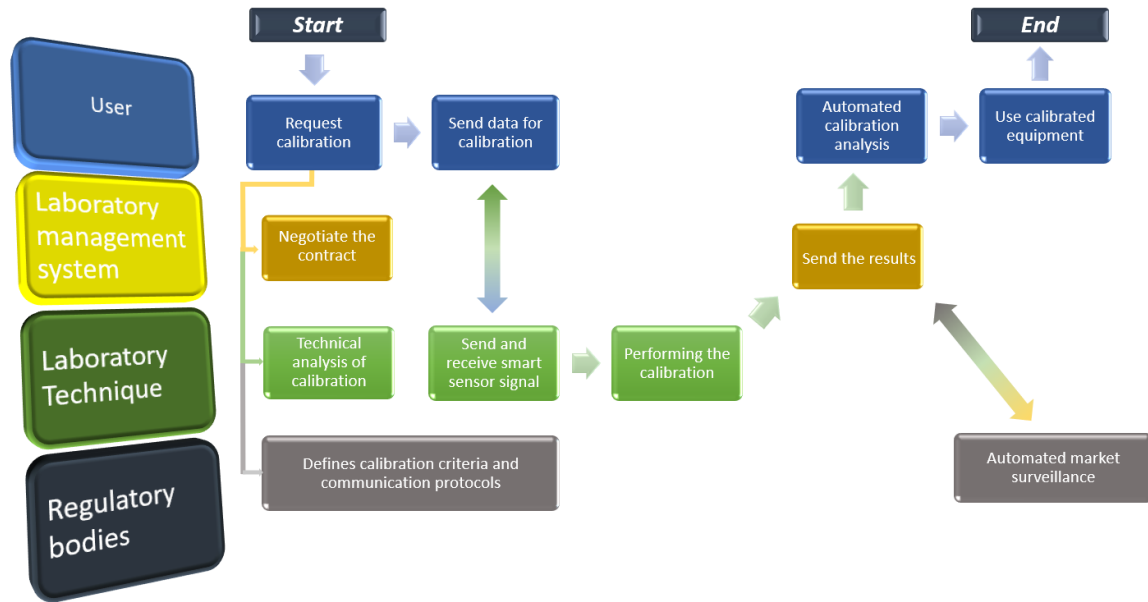 Start
End
User
Request
calibration
Send data for
calibration
Automated
calibration
analysis
Use calibrated
equipment
Laboratory
management
system
Negotiate the
contract
Send the results
Laboratory
Technique
Technical
analysis of
calibration
Send and
receive smart
sensor signal
Performing the
calibration
Regulatory
bodies
Defines calibration criteria and
communication protocols
Automated market
surveillance